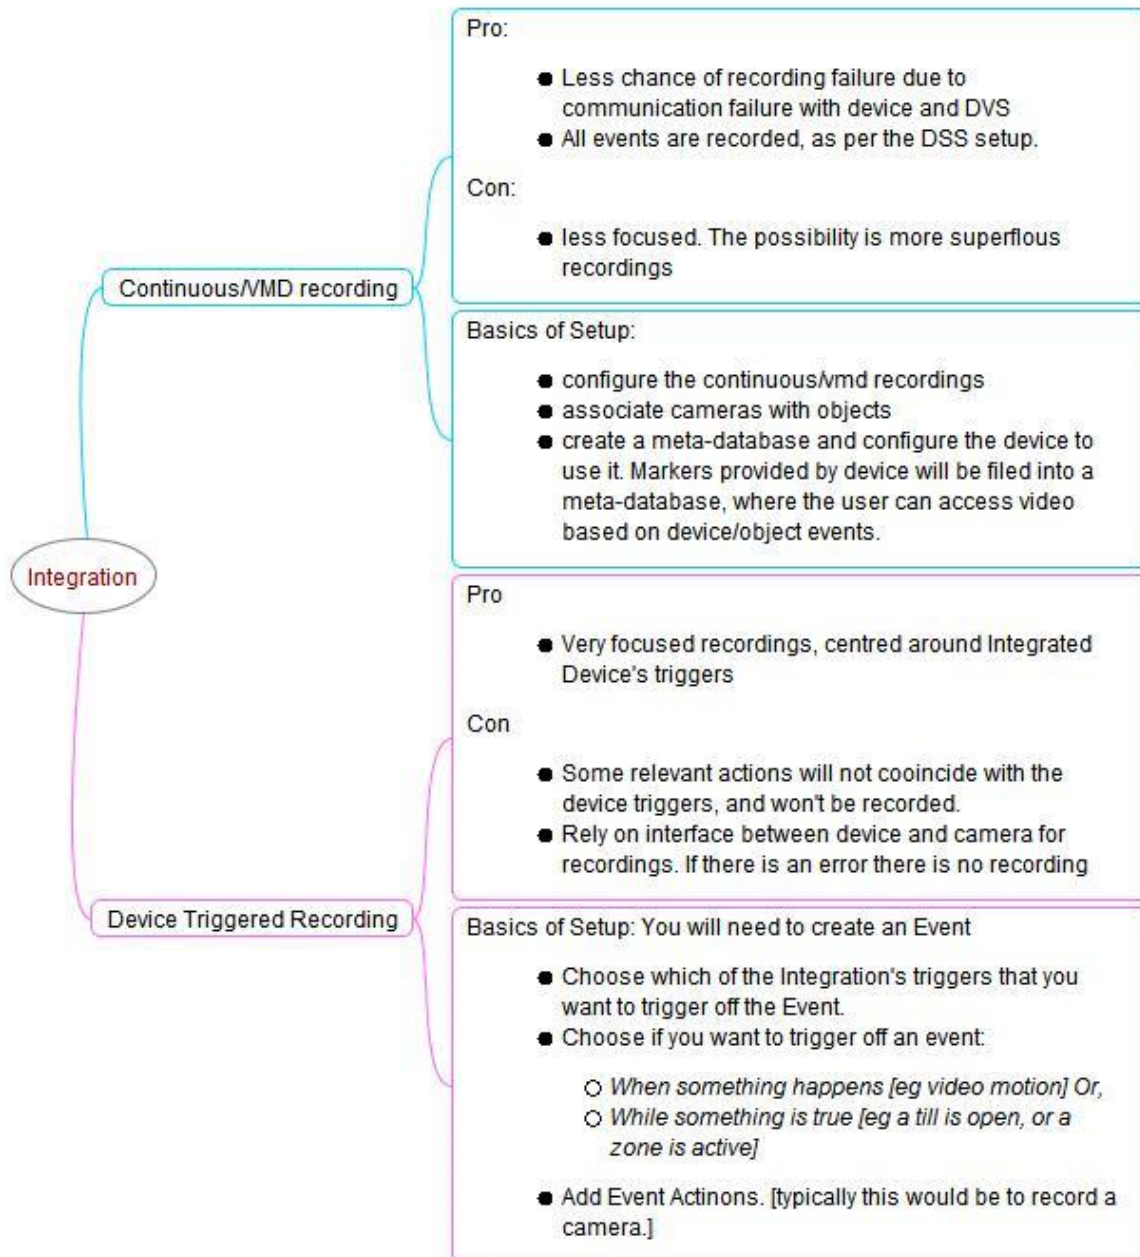 Pro:
● Less chance of recording failure due to
communication failure with device and DVS
● All events are recorded, as per the DSS setup.
Con:
● less focused. The possibility is more superflous
recordings
Continuous/VMD recording
Basics of Setup:
● configure the continuous/vmd recordings
● associate cameras with objects
● create a meta-database and configure the device to
use it. Markers provided by device will be filed into a
meta-database, where the user can access video
based on device/object events.
Integration
Pro
● Very focused recordings, centred around Integrated
Device's triggers
Con
● Some relevant actions will not cooincide with the
device triggers, and won't be recorded.
● Rely on interface between device and camera for
recordings. If there is an error there is no recording
Device Triggered Recording
Basics of Setup: You will need to create an Event
● Choose which of the Integration's triggers that you
want to trigger off the Event.
● Choose if you want to trigger off an event:
○ When something happens [eg video motion] Or,
○ While something is true [eg a till is open, or a
zone is active]
● Add Event Actinons. [typically this would be to record a
camera.]